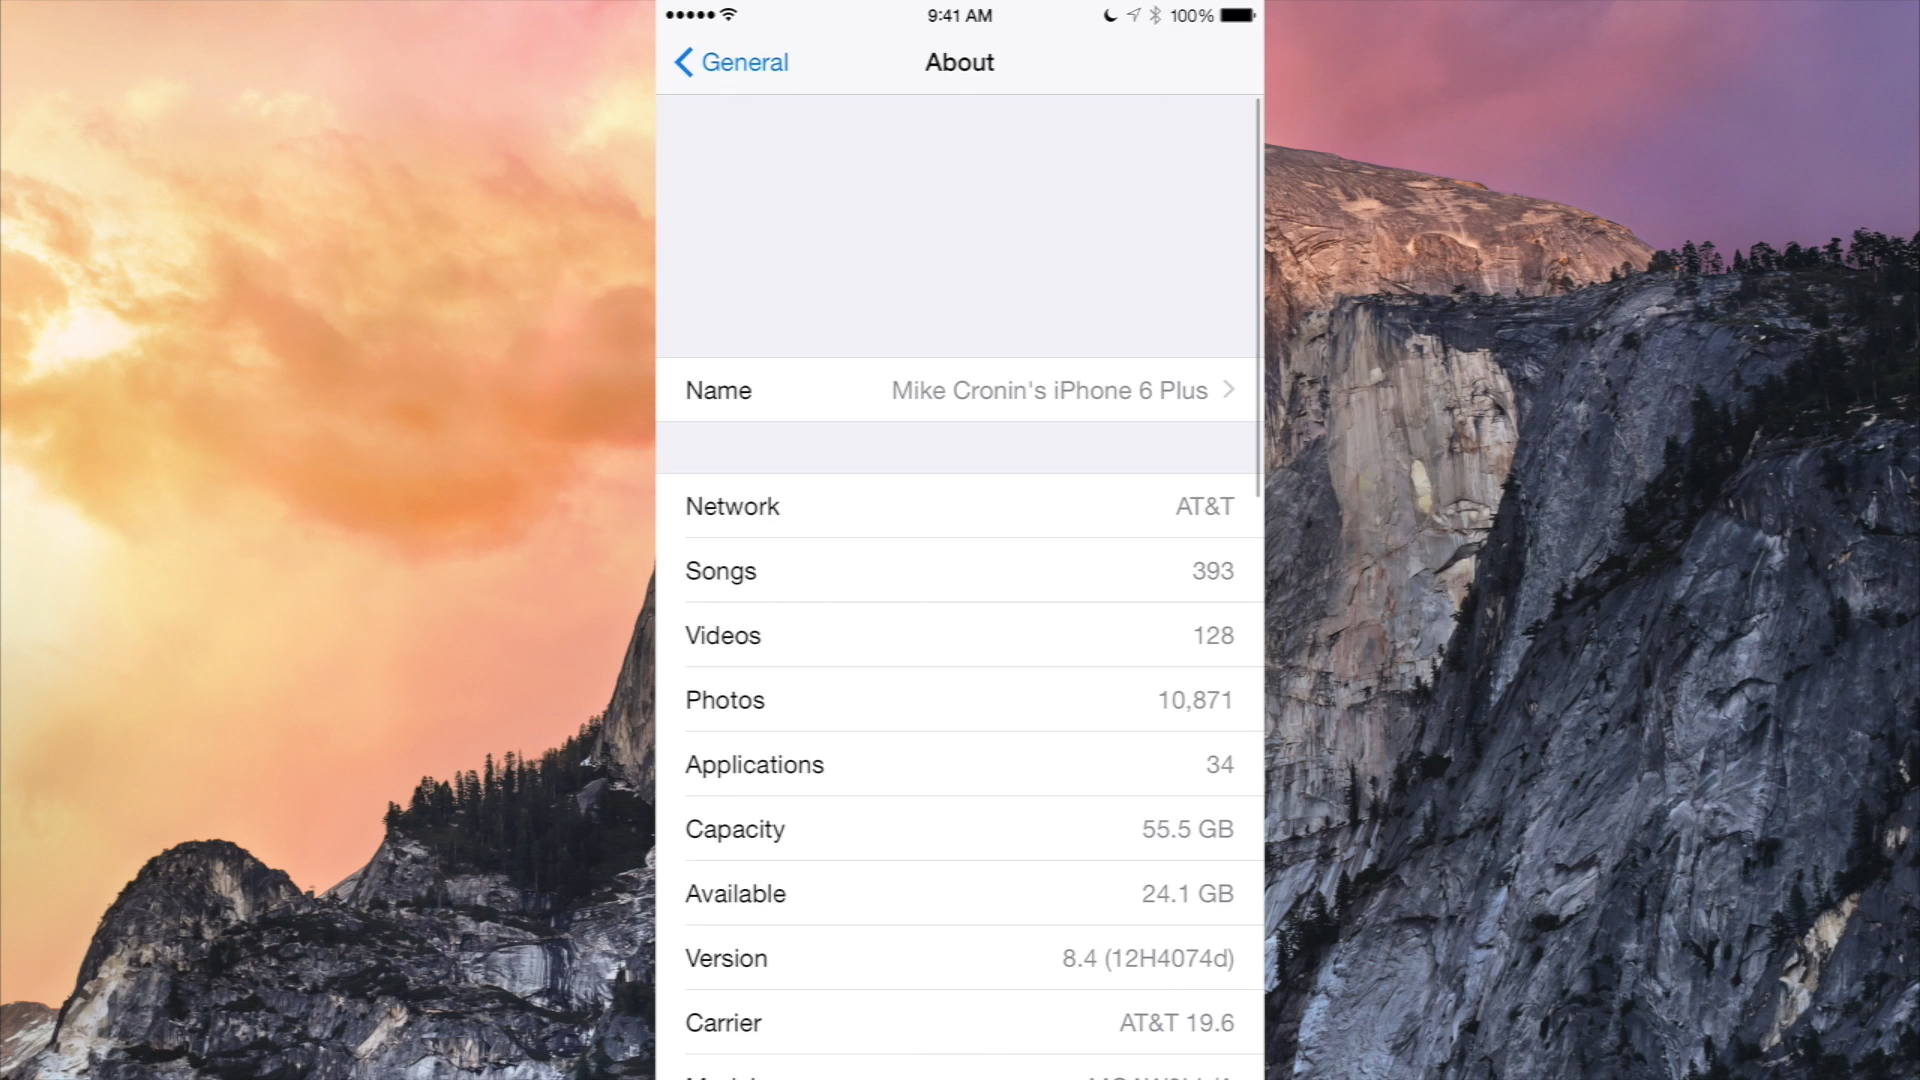 9:41 AM 100%
General About
Name Mike Cronin's iPhone 6 Plus
Network AT&T
Songs 393
Videos 128
Photos 10,871
Applications 34
Capacity 55.5 GB
Available 24.1 GB
Version 8.4 (12H4074d)
Carrier AT&T 19.6